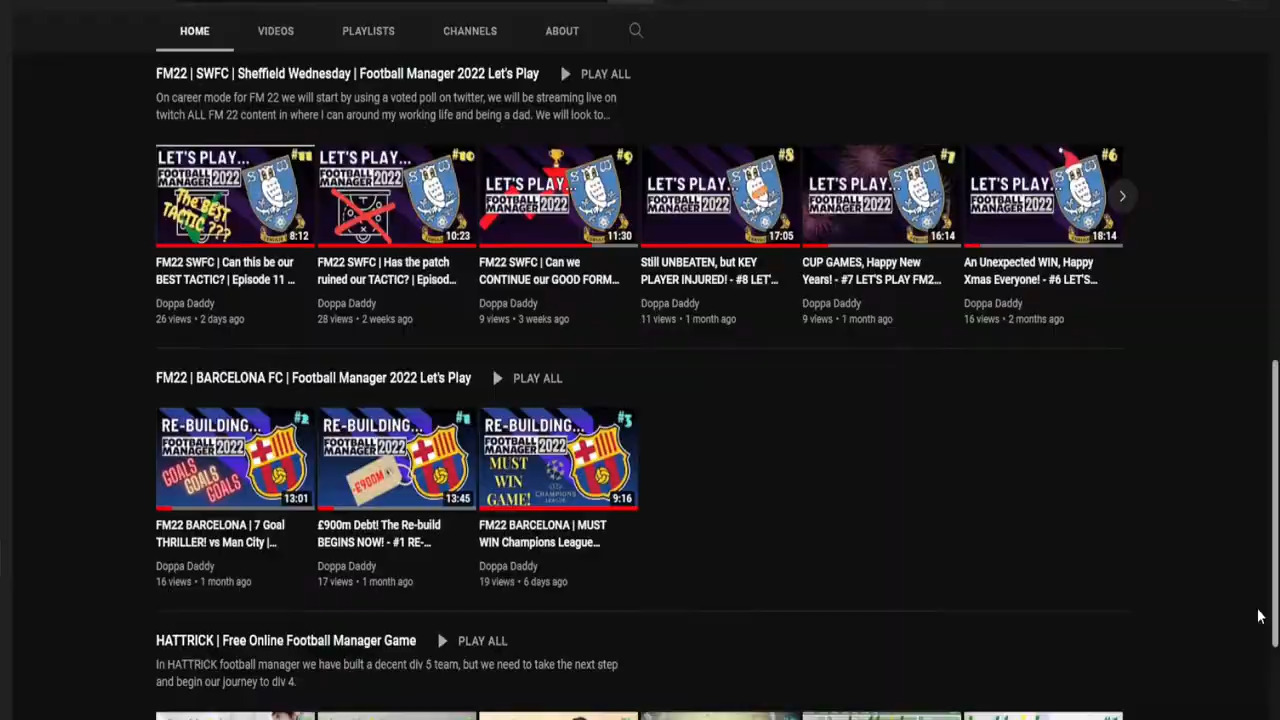 HOME VIDEOS PLAYLISTS CHANNELS ABOUT
FM22 | SWFC | Sheffield Wednesday | Football Manager 2022 Let's Play PLAY ALL
On career mode for FM 22 we will start by using a voted poll on twitter, we will be streaming live on
twitch ALL FM 22 content in where I can around my working life and being a dad. We will look to...
LET'S PLAY... #11
FOOTBALL MANAGER 2022
THE BEST
TACTIC ???
8:12
LET'S PLAY... #10
FOOTBALL MANAGER 2022
10:23
#9
LET'S PLAY...
FOOTBALL MANAGER 2022
11:30
#8
LET'S PLAY...
FOOTBALL MANAGER 2022
17:05
#7
LET'S PLAY...
FOOTBALL MANAGER 2022
16:14
#6
LET'S PLAY...
FOOTBALL MANAGER 2022
18:14
FM22 SWFC | Can this be our
BEST TACTIC? | Episode 11 ...
Doppa Daddy
26 views • 2 days ago
FM22 SWFC | Has the patch
ruined our TACTIC? | Episod...
Doppa Daddy
28 views • 2 weeks ago
FM22 SWFC | Can we
CONTINUE our GOOD FORM...
Doppa Daddy
9 views • 3 weeks ago
Still UNBEATEN, but KEY
PLAYER INJURED! - #8 LET'...
Doppa Daddy
11 views • 1 month ago
CUP GAMES, Happy New
Years! - #7 LET'S PLAY FM2...
Doppa Daddy
9 views • 1 month ago
An Unexpected WIN, Happy
Xmas Everyone! - #6 LET'S...
Doppa Daddy
16 views • 2 months ago
FM22 | BARCELONA FC | Football Manager 2022 Let's Play PLAY ALL
RE-BUILDING... #2
FOOTBALL MANAGER 2022
GOALS
GOALS
GOALS
13:01
RE-BUILDING... #1
FOOTBALL MANAGER 2022
-£900M
13:45
RE-BUILDING... #3
FOOTBALL MANAGER 2022
MUST
WIN
GAME!
CHAMPIONS
LEAGUE
9:16
FM22 BARCELONA | 7 Goal
THRILLER! vs Man City |...
Doppa Daddy
16 views • 1 month ago
£900m Debt! The Re-build
BEGINS NOW! - #1 RE-...
Doppa Daddy
17 views • 1 month ago
FM22 BARCELONA | MUST
WIN Champions League...
Doppa Daddy
19 views • 6 days ago
HATTRICK | Free Online Football Manager Game PLAY ALL
In HATTRICK football manager we have built a decent div 5 team, but we need to take the next step
and begin our journey to div 4.